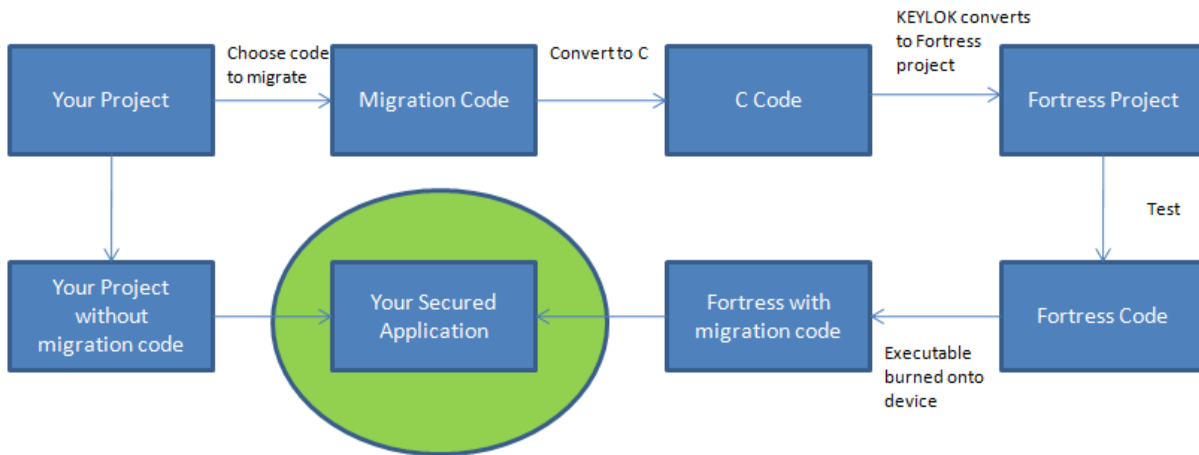 Your Project
Choose code
to migrate
Migration Code
Convert to C
C Code
KEYLOK converts
to Fortress
project
Fortress Project
Test
Your Project
without
migration code
Your Secured
Application
Fortress with
migration code
Executable
burned onto
device
Fortress Code